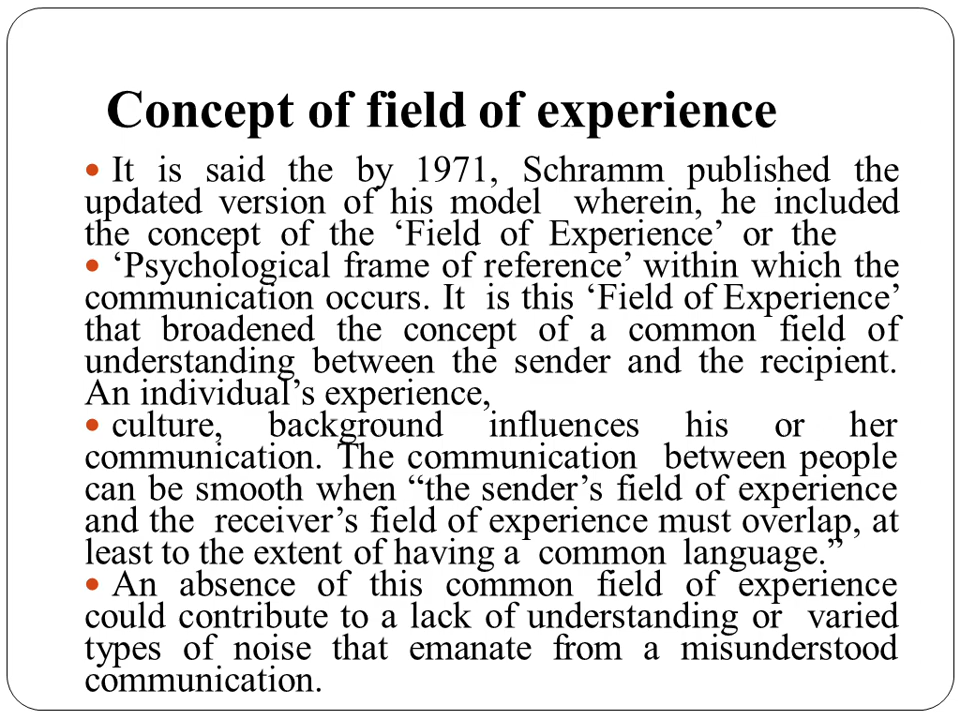 Concept of field of experience
• It is said the by 1971, Schramm published the
updated version of his model wherein, he included
the concept of the ‘Field of Experience’ or the
• ‘Psychological frame of reference’ within which the
communication occurs. It is this ‘Field of Experience’
that broadened the concept of a common field of
understanding between the sender and the recipient.
An individual’s experience,
• culture, background influences his or her
communication. The communication between people
can be smooth when “the sender’s field of experience
and the receiver’s field of experience must overlap, at
least to the extent of having a common language.”
• An absence of this common field of experience
could contribute to a lack of understanding or varied
types of noise that emanate from a misunderstood
communication.